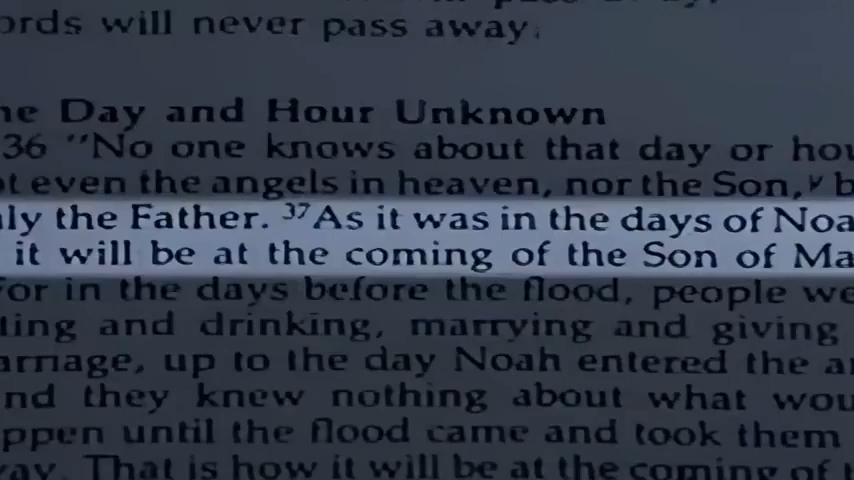 ords will never pass away.
he Day and Hour Unknown
36 "No one knows about that day or hou
ot even the angels in heaven, nor the Son,ᵛ b
nly the Father. ³⁷As it was in the days of Noa
it will be at the coming of the Son of Ma
For in the days before the flood, people we
ting and drinking, marrying and giving
arriage, up to the day Noah entered the ar
nd they knew nothing about what wou
appen until the flood came and took them
way. That is how it will be at the coming of t